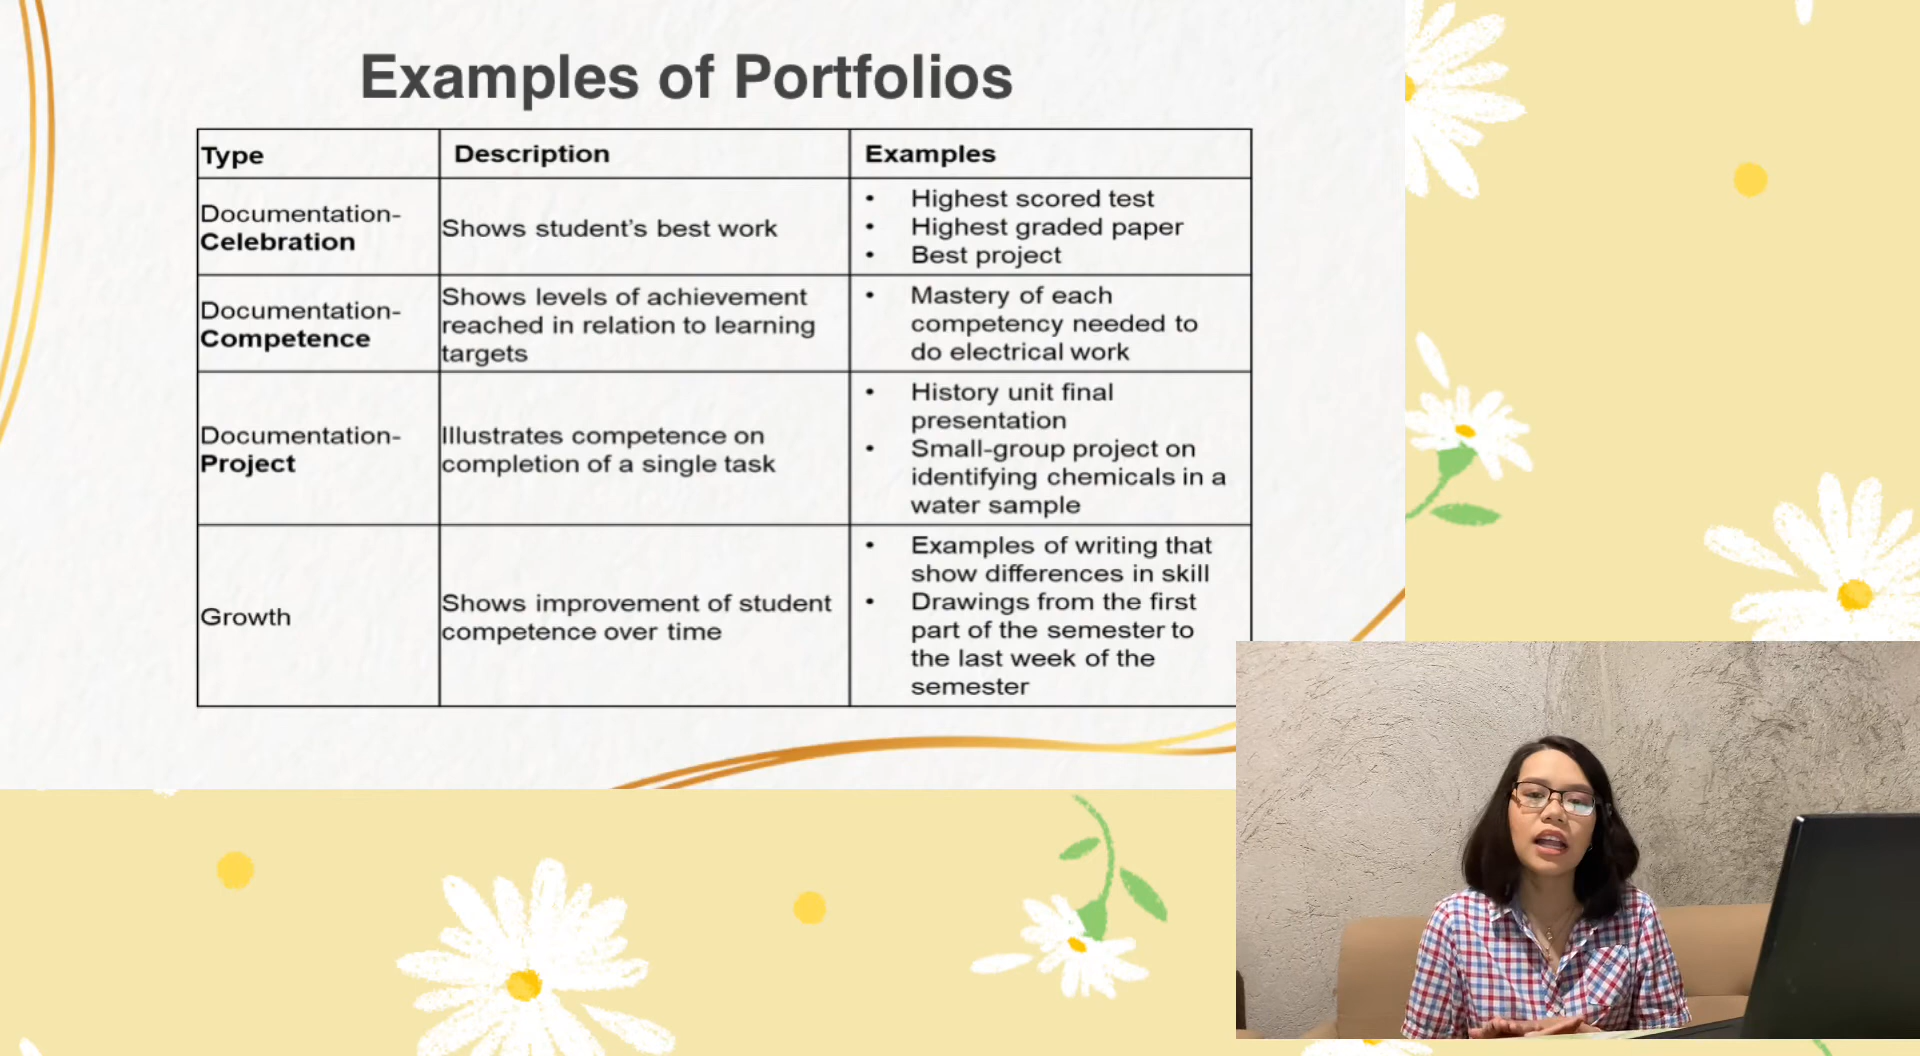 Examples of Portfolios
Type
Description
Examples
Documentation-
Celebration
Shows student's best work
• Highest scored test
• Highest graded paper
• Best project
Documentation-
Competence
Shows levels of achievement
reached in relation to learning
targets
• Mastery of each
competency needed to
do electrical work
Documentation-
Project
Illustrates competence on
completion of a single task
• History unit final
presentation
• Small-group project on
identifying chemicals in a
water sample
Growth
Shows improvement of student
competence over time
• Examples of writing that
show differences in skill
• Drawings from the first
part of the semester to
the last week of the
semester